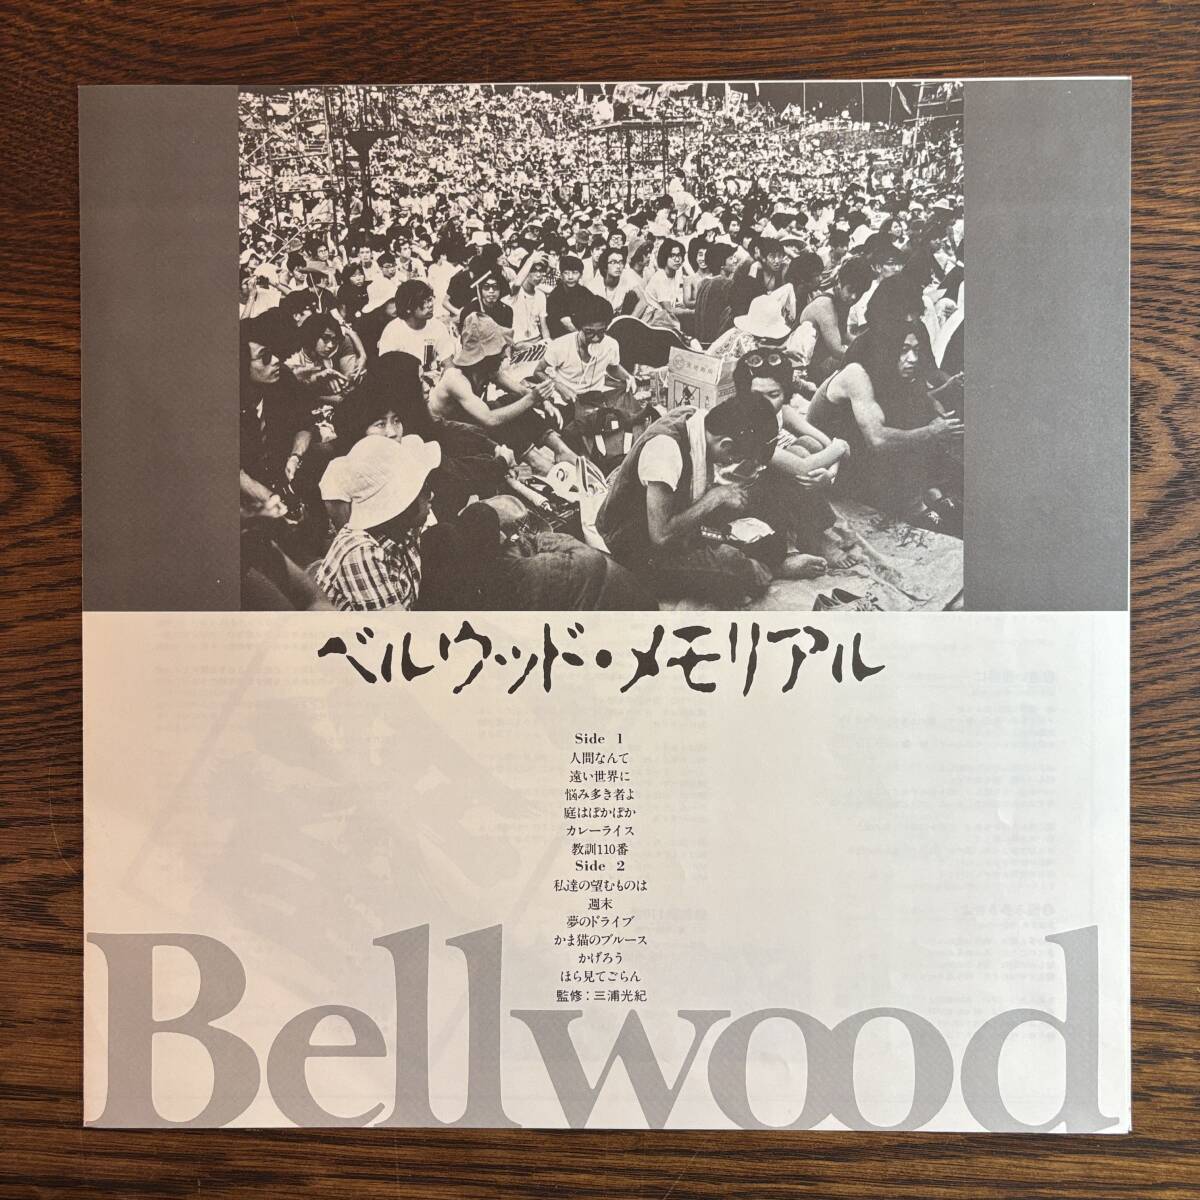 ベルウッド・メモリアル
Side 1
人間なんて
遠い世界に
悩み多き者よ
庭はぽかぽか
カレーライス
教訓110番
Side 2
私達の望むものは
週末
夢のドライブ
かま猫のブルース
かげろう
ほら見てごらん
監修：三浦光紀
Bellwood